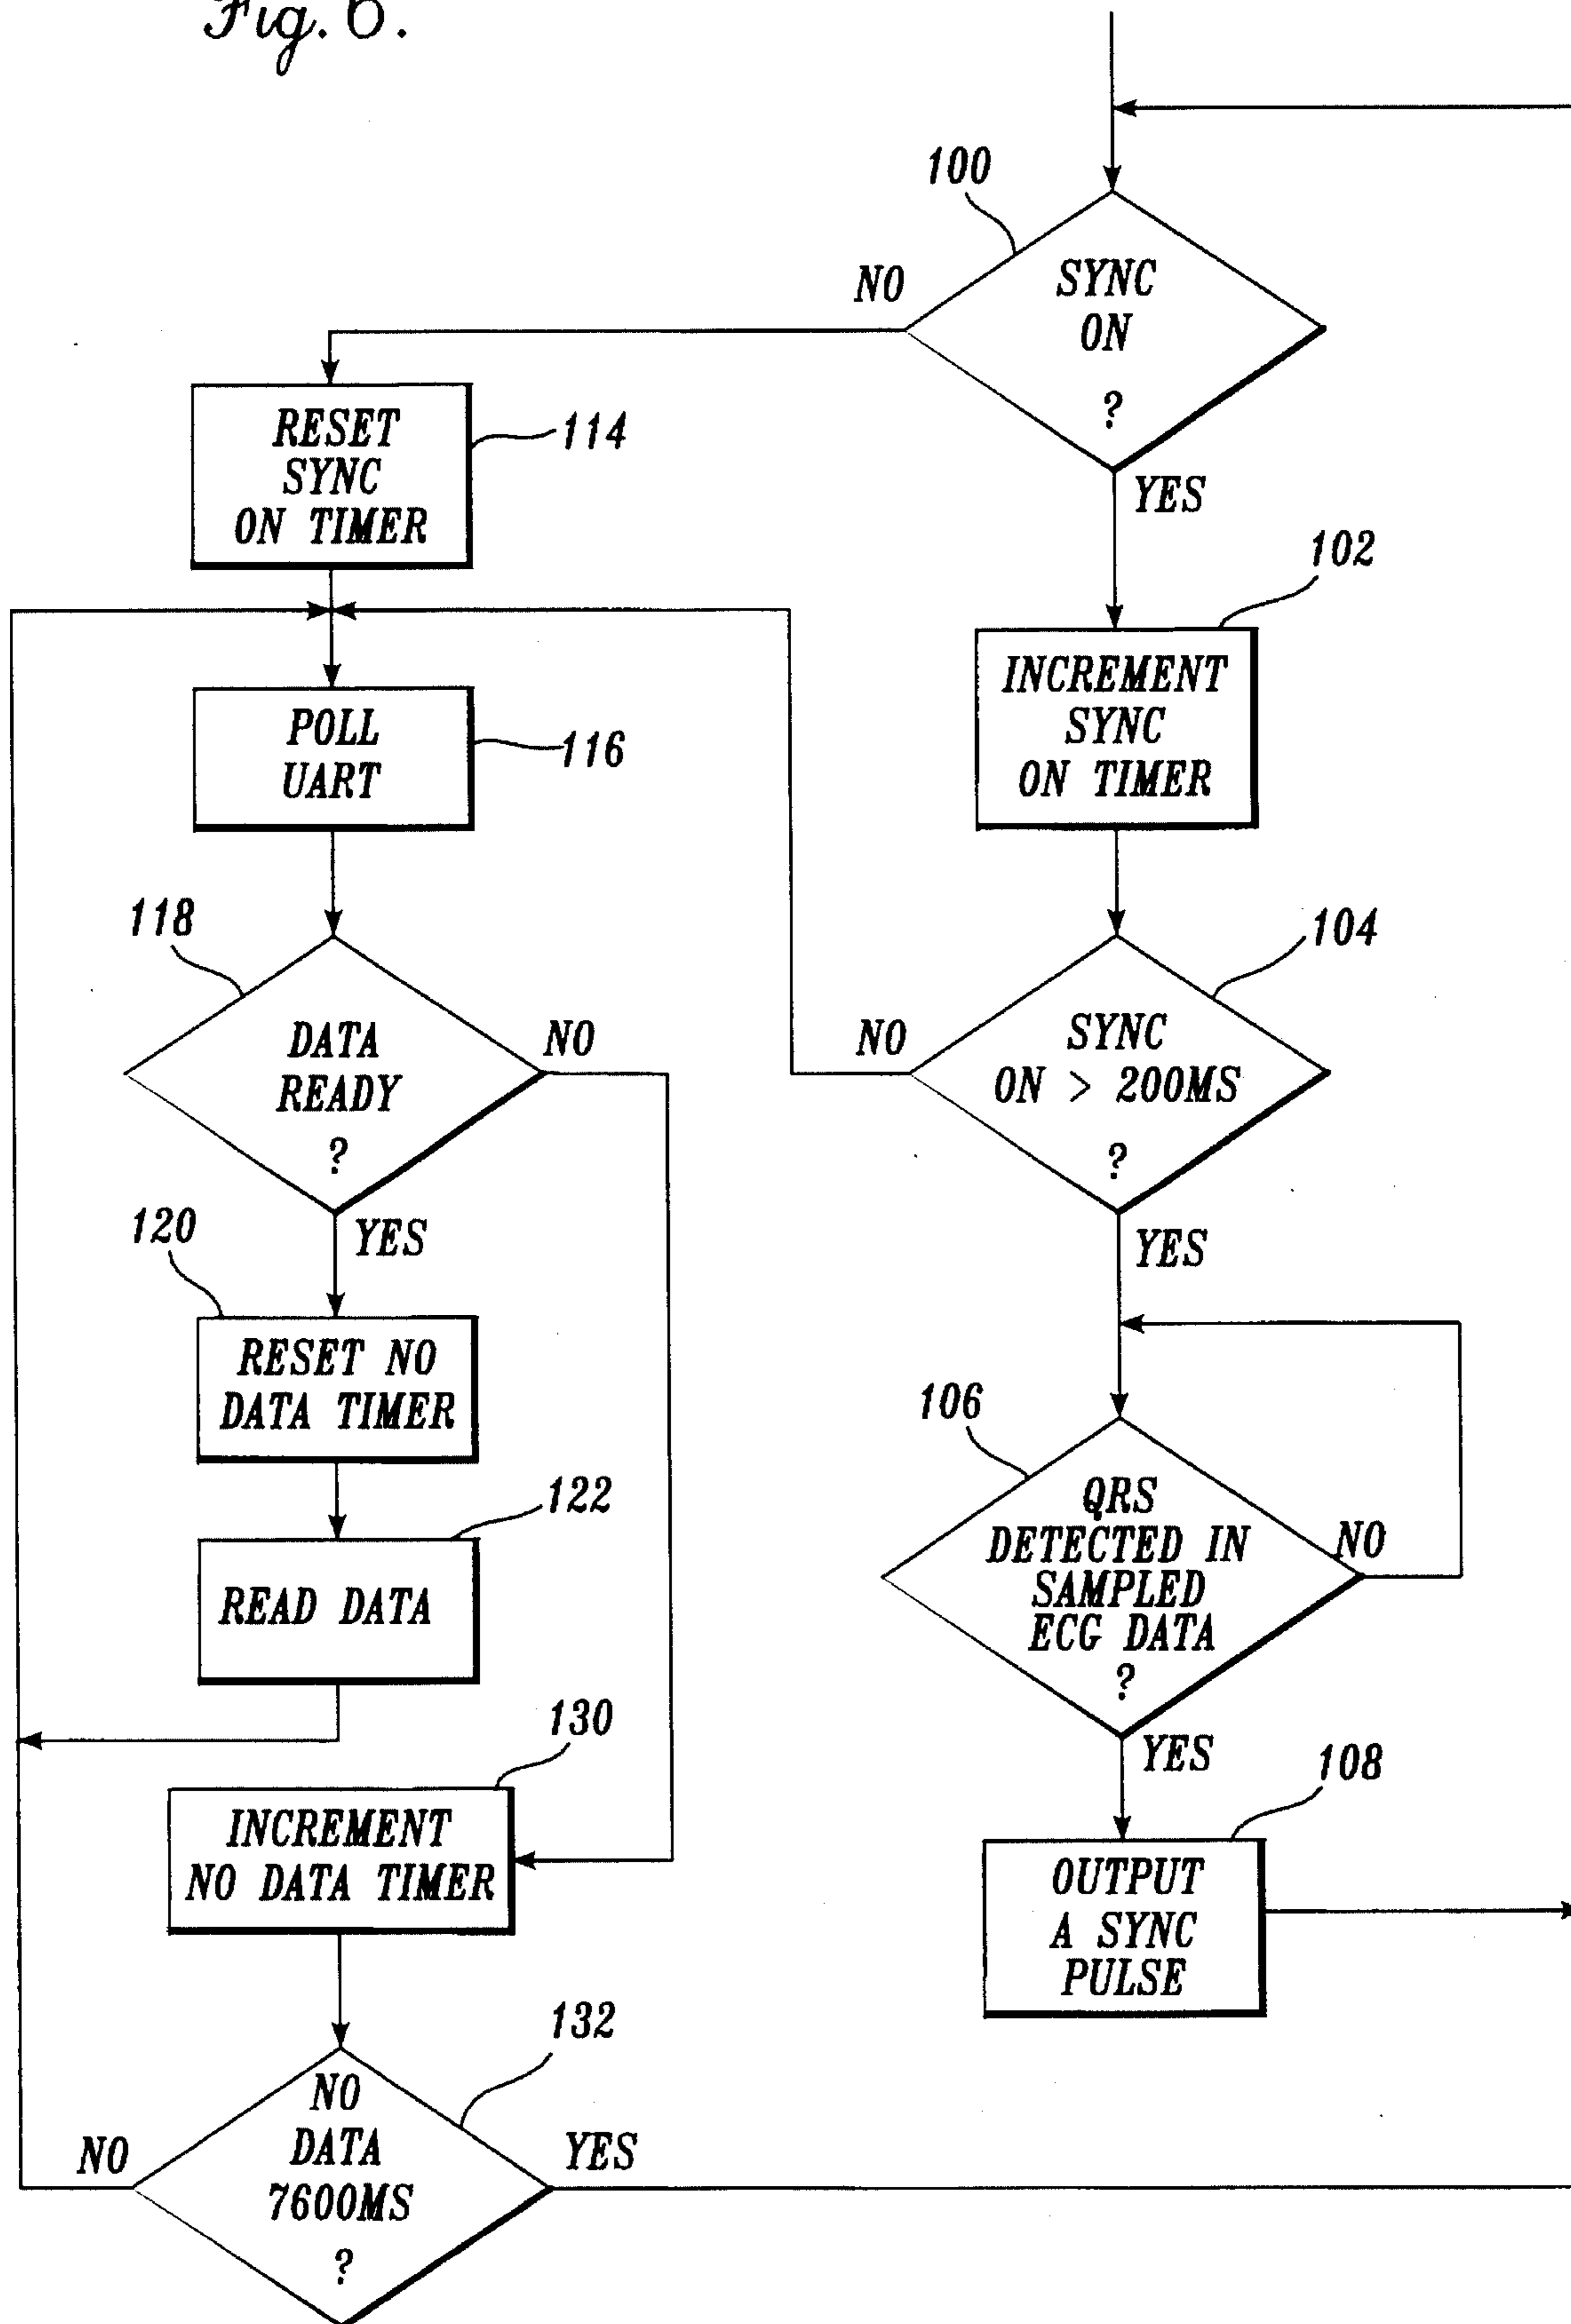 Fig. 6.
100
NO
SYNC
ON
?
YES
RESET
SYNC
ON TIMER
114
102
INCREMENT
SYNC
ON TIMER
POLL
UART
116
118
DATA
READY
?
NO
YES
104
NO
SYNC
ON > 200MS
?
YES
120
RESET NO
DATA TIMER
106
QRS
DETECTED IN
SAMPLED
ECG DATA
?
NO
YES
122
READ DATA
130
INCREMENT
NO DATA TIMER
108
OUTPUT
A SYNC
PULSE
132
NO
DATA
7600MS
?
NO
YES